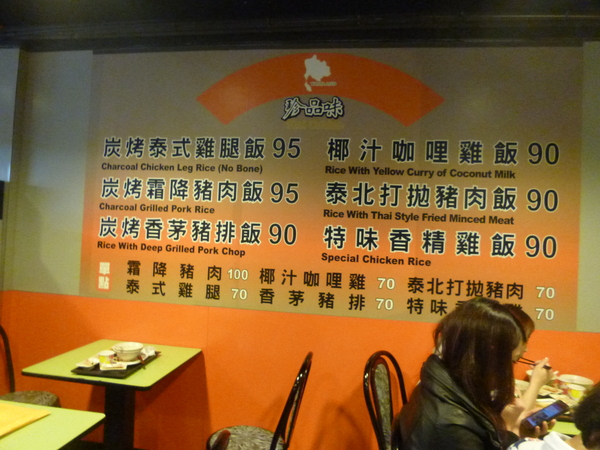 珍品味
炭烤泰式雞腿飯 95
Charcoal Chicken Leg Rice (No Bone)
炭烤霜降豬肉飯 95
Charcoal Grilled Pork Rice
炭烤香茅豬排飯 90
Rice With Deep Grilled Pork Chop
椰汁咖哩雞飯 90
Rice With Yellow Curry of Coconut Milk
泰北打拋豬肉飯 90
Rice With Thai Style Fried Minced Meat
特味香精雞飯 90
Special Chicken Rice
單點
霜降豬肉 100 椰汁咖哩雞 70 泰北打拋豬肉 70
泰式雞腿 70 香茅豬排 70 特味 70